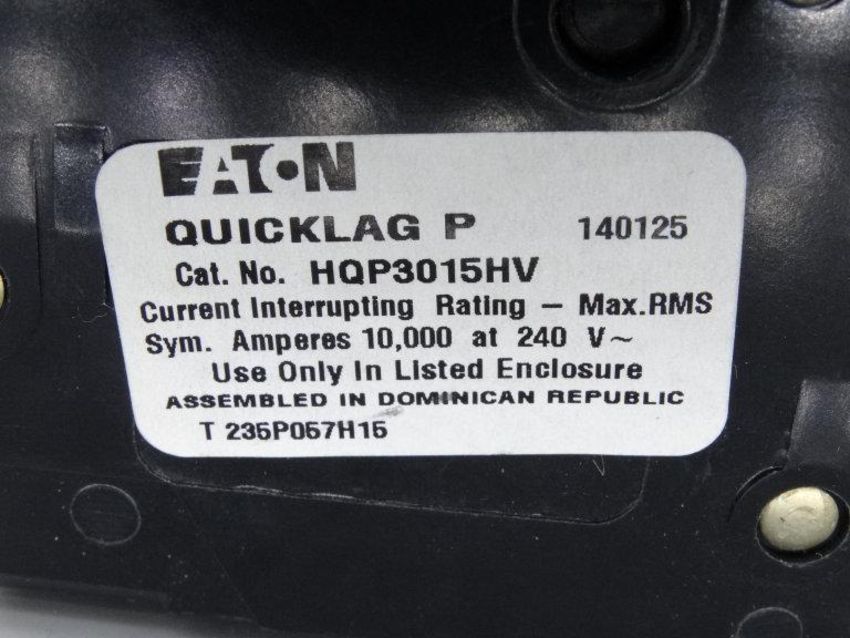 EATON
QUICKLAG P 140125
Cat. No. HQP3015HV
Current Interrupting Rating – Max.RMS
Sym. Amperes 10,000 at 240 V~
Use Only In Listed Enclosure
ASSEMBLED IN DOMINICAN REPUBLIC
T 235P057H15